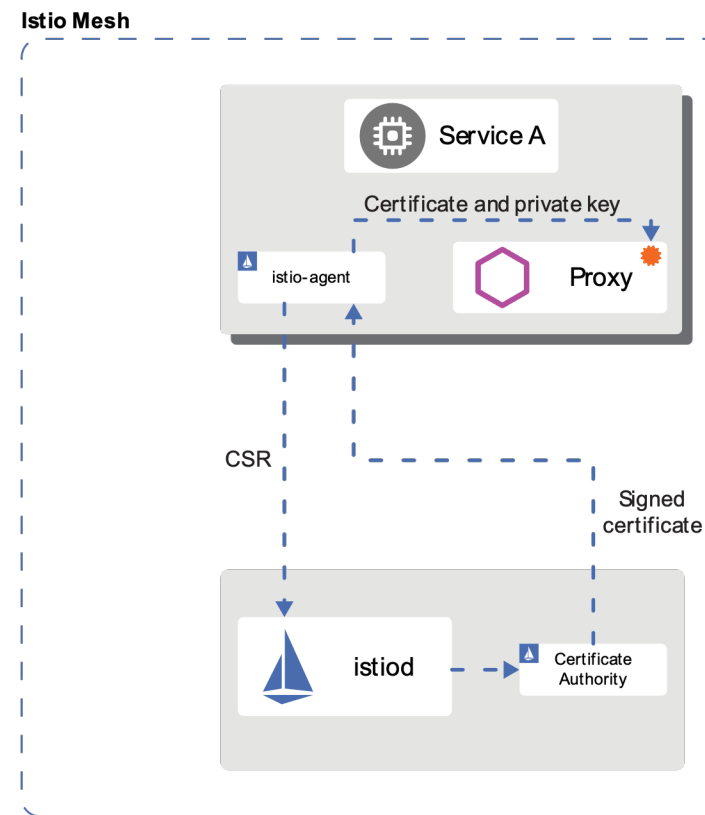 Istio Mesh
Service A
Certificate and private key
istio-agent
Proxy
CSR
Signed
certificate
istiod
Certificate
Authority